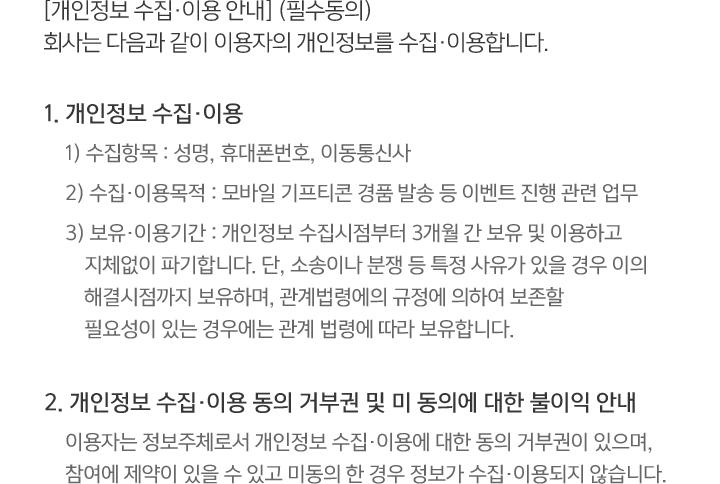 [개인정보 수집·이용 안내] (필수동의)
회사는 다음과 같이 이용자의 개인정보를 수집·이용합니다.
1. 개인정보 수집·이용
1) 수집항목 : 성명, 휴대폰번호, 이동통신사
2) 수집·이용목적 : 모바일 기프티콘 경품 발송 등 이벤트 진행 관련 업무
3) 보유·이용기간 : 개인정보 수집시점부터 3개월 간 보유 및 이용하고
지체없이 파기합니다. 단, 소송이나 분쟁 등 특정 사유가 있을 경우 이의
해결시점까지 보유하며, 관계법령에의 규정에 의하여 보존할
필요성이 있는 경우에는 관계 법령에 따라 보유합니다.
2. 개인정보 수집·이용 동의 거부권 및 미 동의에 대한 불이익 안내
이용자는 정보주체로서 개인정보 수집·이용에 대한 동의 거부권이 있으며,
참여에 제약이 있을 수 있고 미동의 한 경우 정보가 수집·이용되지 않습니다.